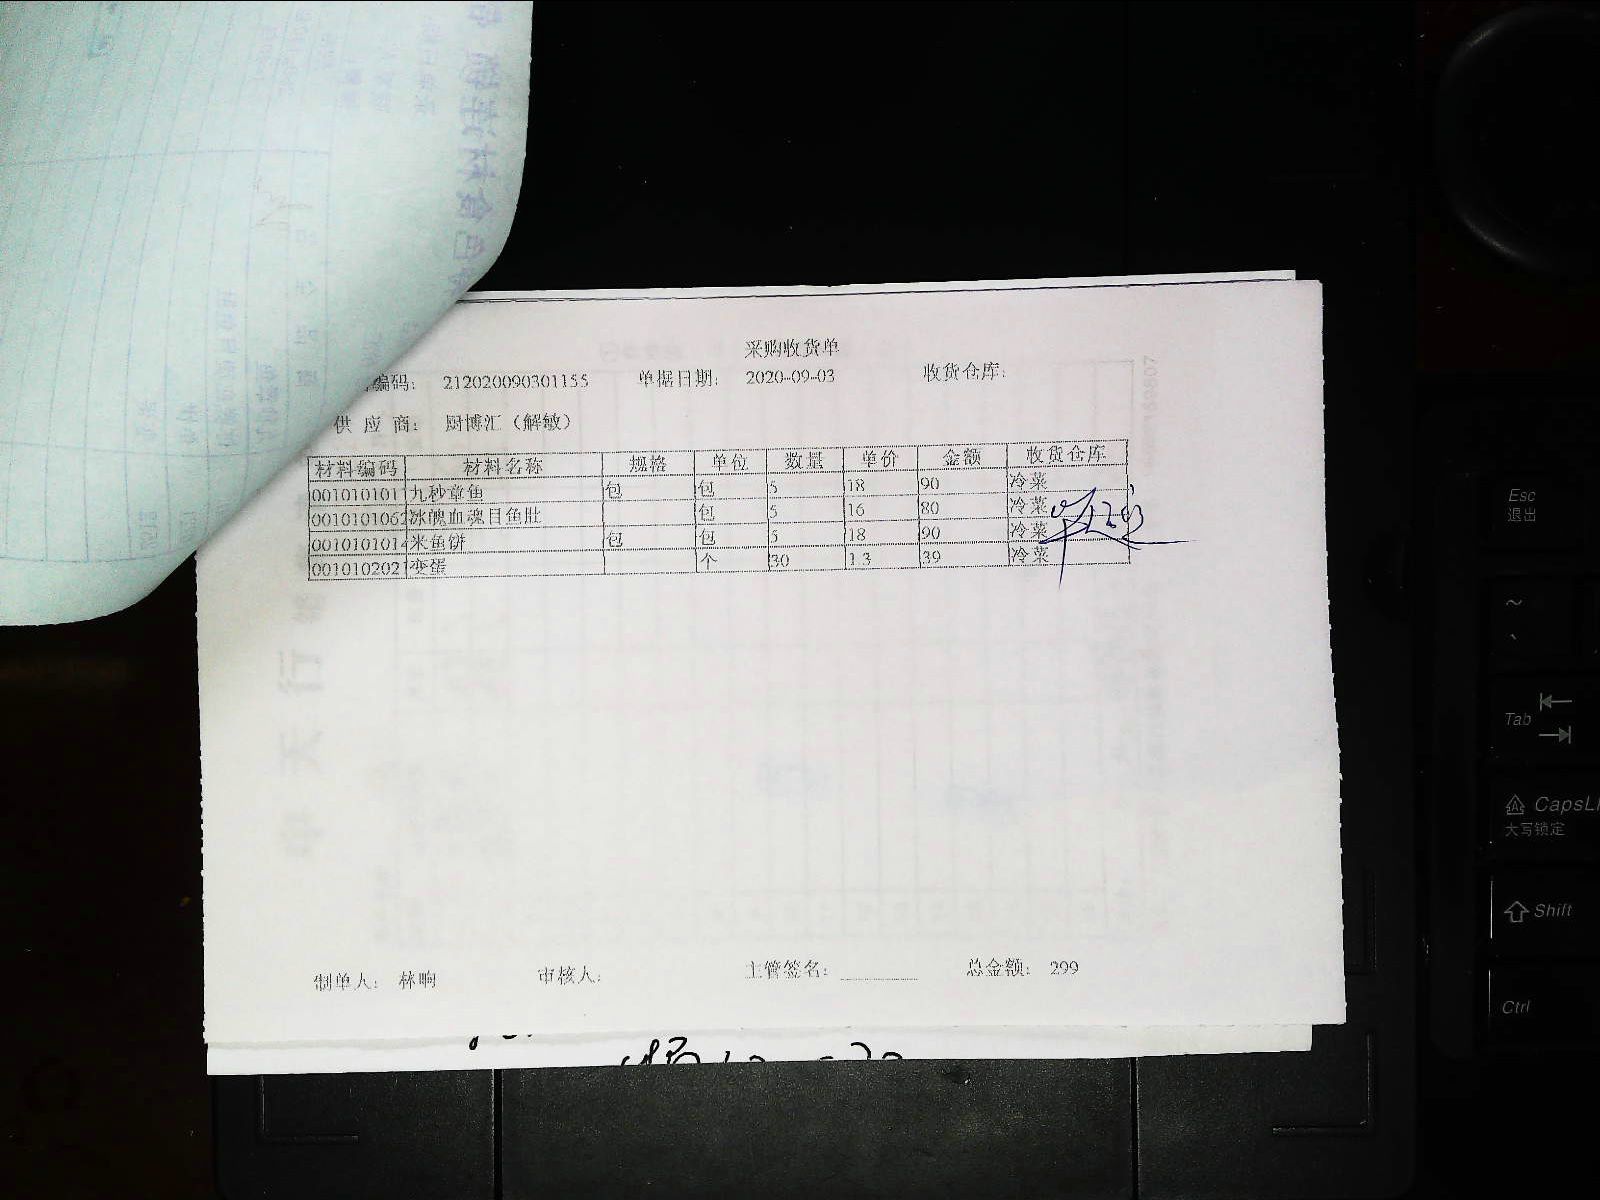 采购收货单
编码: 212020090301155 单据日期: 2020-09-03 收货仓库:
供 应 商: 厨博汇（解敏）
材料编码 材料名称 规格 单位 数量 单价 金额 收货仓库
0010101011 九秒章鱼 包 包 5 18 90 冷菜
0010101062 冰魄血魂目鱼肚 包 5 16 80 冷菜
0010101014 米鱼饼 包 包 5 18 90 冷菜
0010102021 变蛋 个 30 1.3 39 冷菜
制单人: 林响 审核人: 主管签名: 总金额: 299
Esc
退出
~
Tab
CapsL
大写锁定
Shift
Ctrl